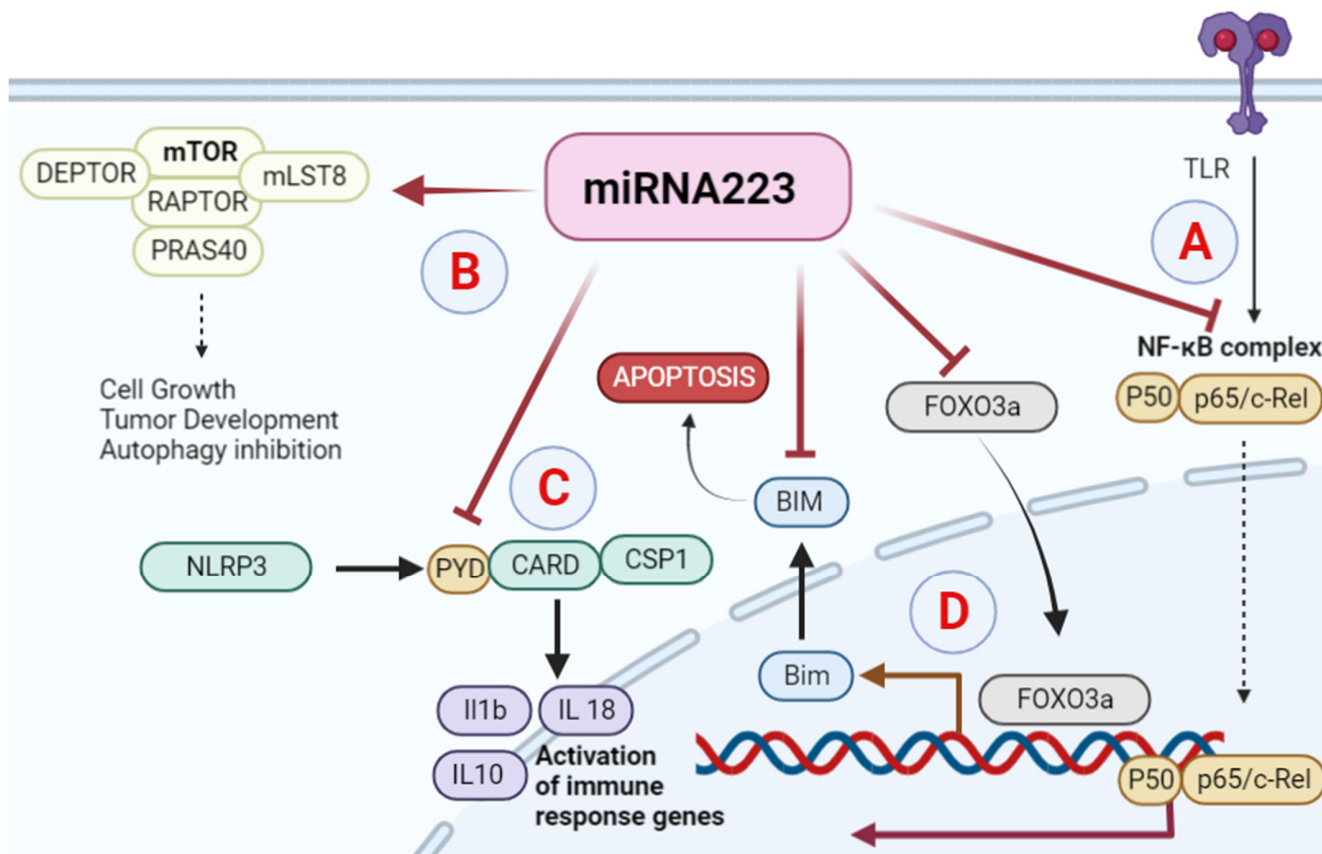 miRNA223
TLR
A
NF-κB complex
P50
p65/c-Rel
mTOR
DEPTOR
mLST8
RAPTOR
PRAS40
B
Cell Growth
Tumor Development
Autophagy inhibition
APOPTOSIS
FOXO3a
BIM
C
NLRP3
PYD
CARD
CSP1
D
Bim
FOXO3a
Il1b
IL 18
IL10
Activation
of immune
response genes
P50
p65/c-Rel